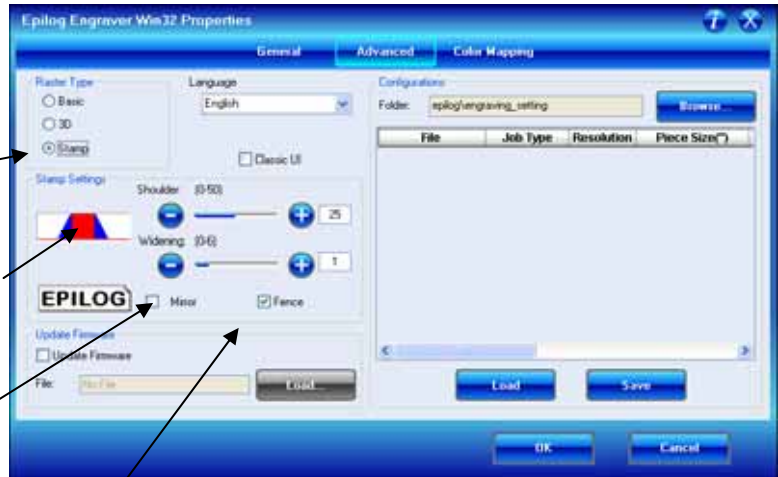 Epilog Engraver Win32 Properties
General Advanced Color Mapping
Raster Type
Basic
3D
Stamp
Language
English
Classic UI
Stamp Settings
Shoulder (0-50)
25
Widening (0-6)
1
EPILOG
Mirror
Fence
Update Firmware
Update Firmware
File: No File
Load...
Configurations
Folder: epilog\engraving_setting
Browse...
File Job Type Resolution Piece Size(")
Load Save
OK Cancel